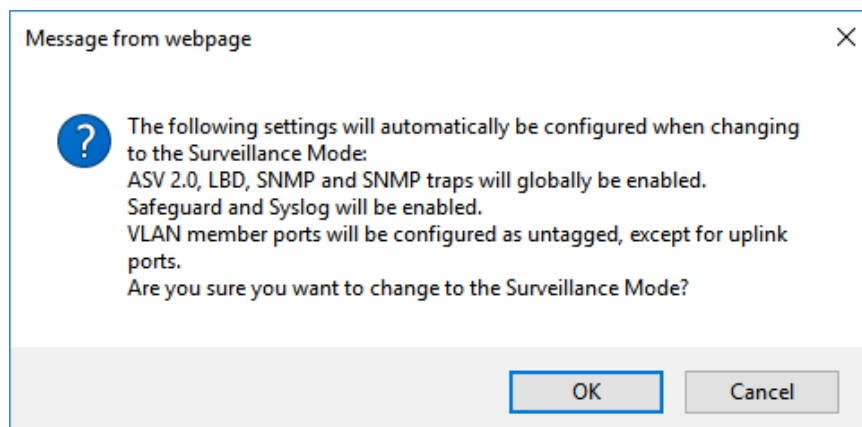 Message from webpage
The following settings will automatically be configured when changing
to the Surveillance Mode:
ASV 2.0, LBD, SNMP and SNMP traps will globally be enabled.
Safeguard and Syslog will be enabled.
VLAN member ports will be configured as untagged, except for uplink
ports.
Are you sure you want to change to the Surveillance Mode?
OK
Cancel